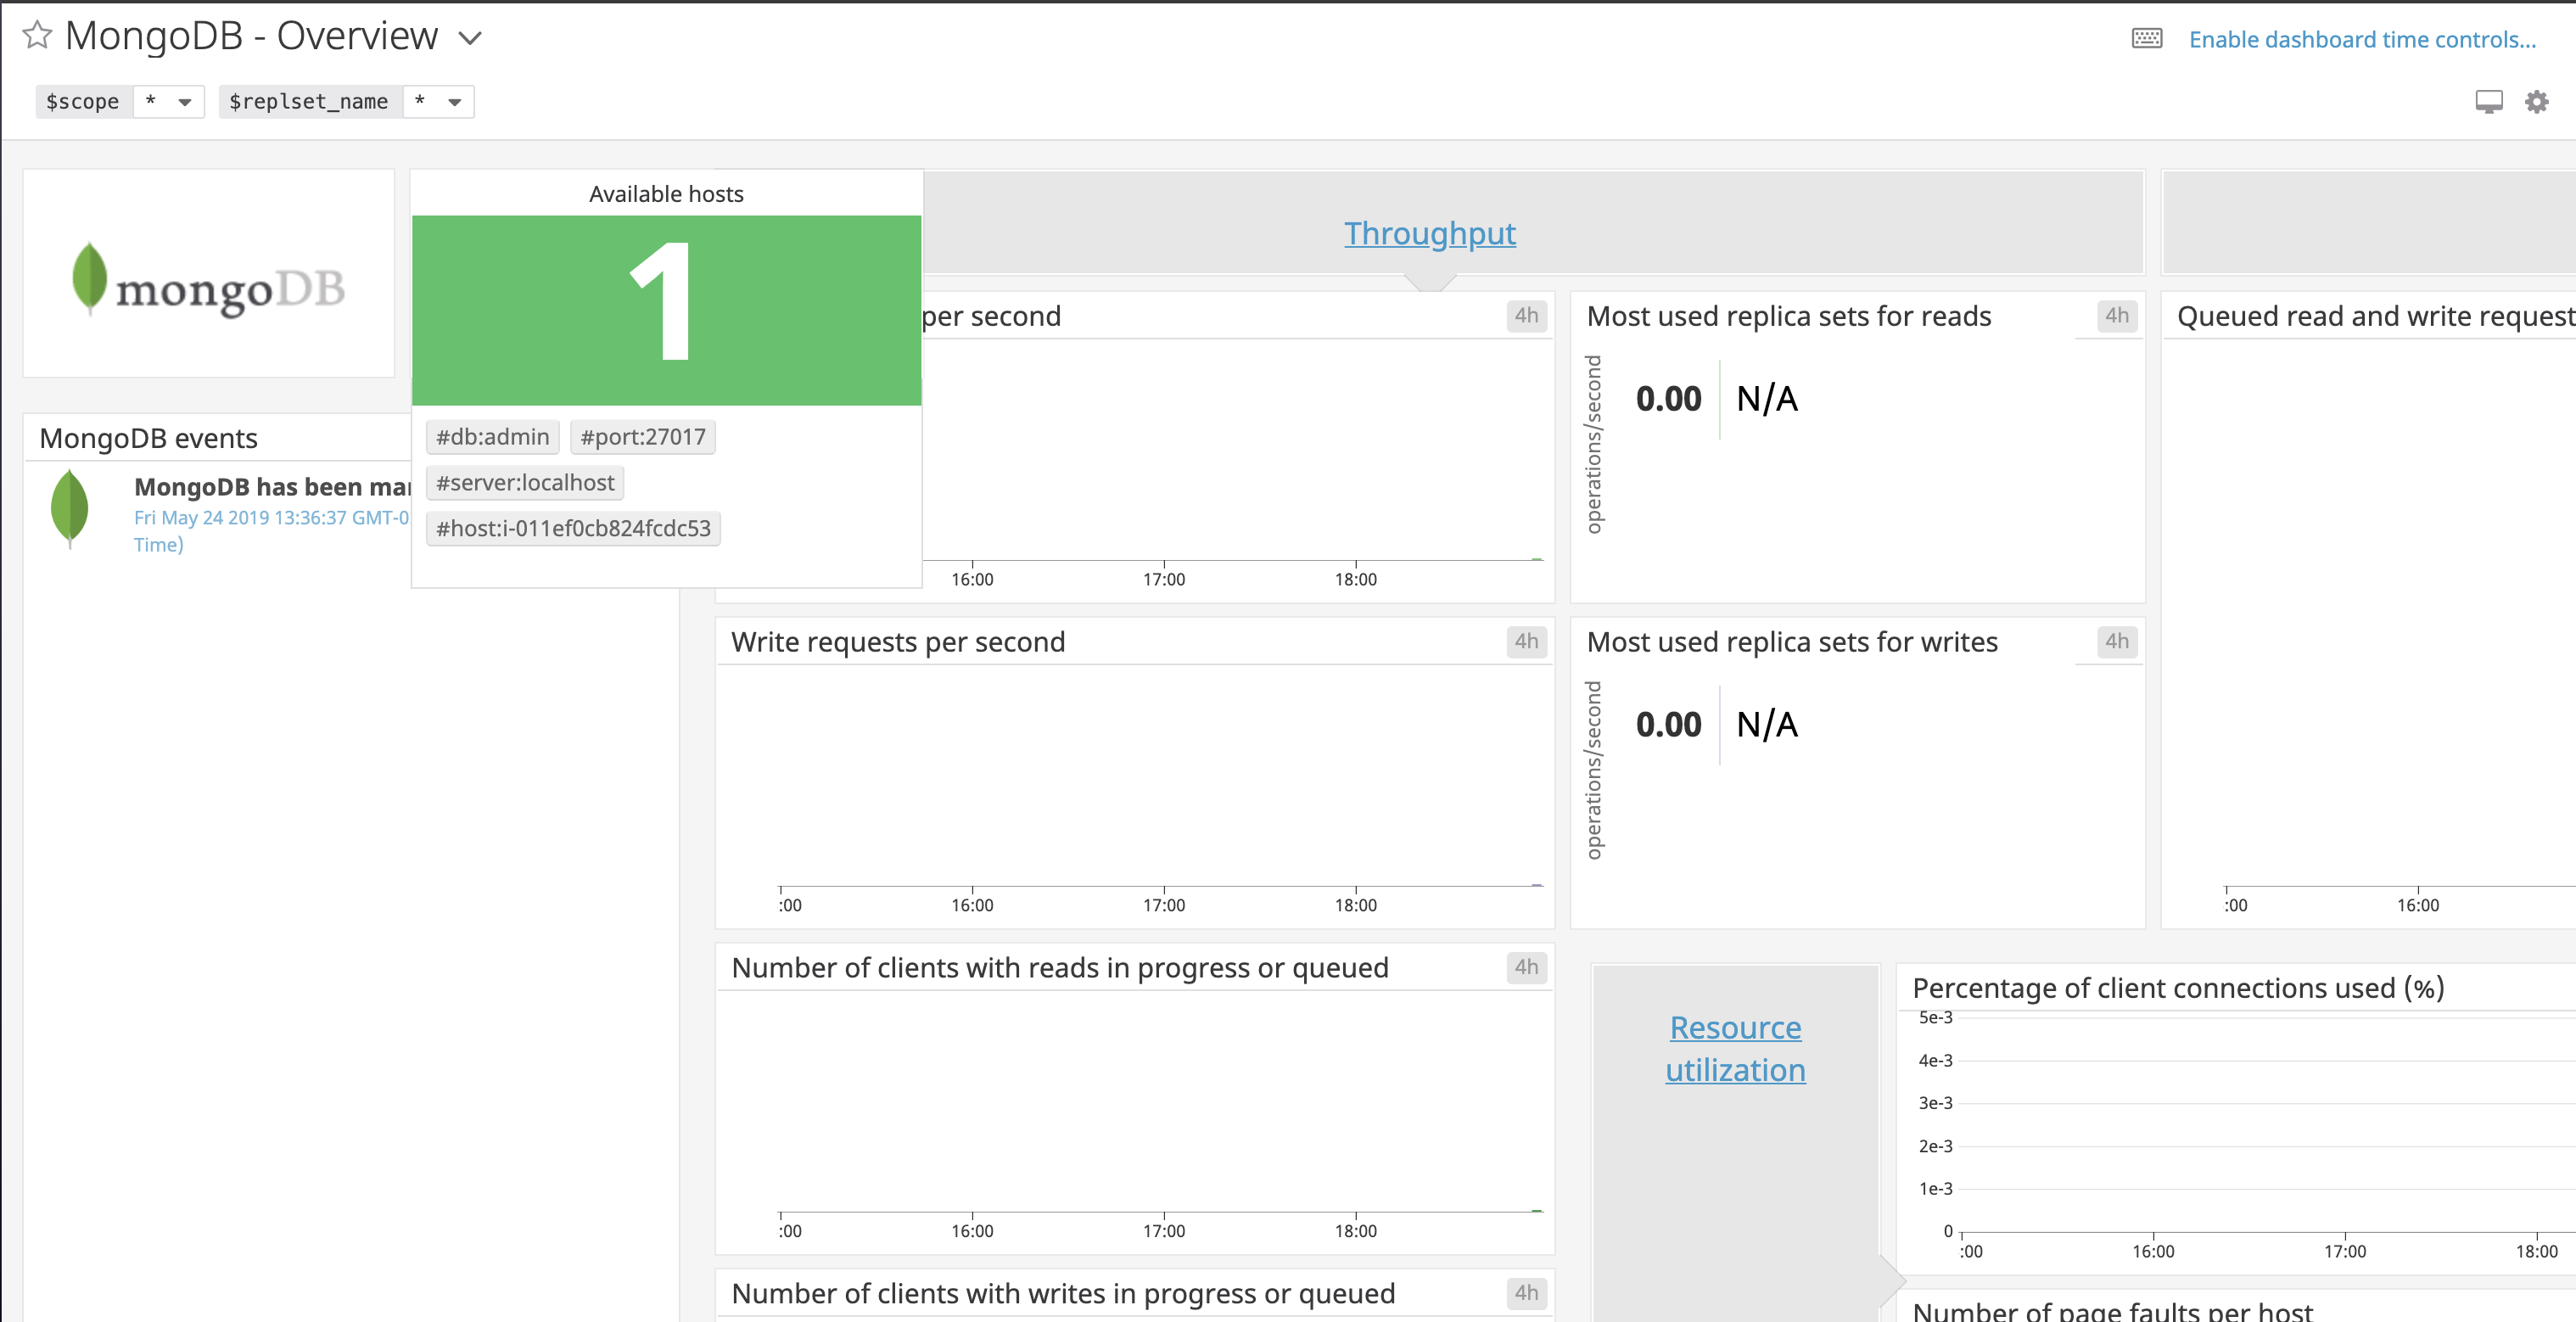 MongoDB - Overview
Enable dashboard time controls...
$scope * $replset_name *
mongoDB
Available hosts
1
#db:admin #port:27017
#server:localhost
#host:i-011ef0cb824fcdc53
MongoDB events
MongoDB has been mar
Fri May 24 2019 13:36:37 GMT-0
Time)
Throughput
per second 4h
16:00 17:00 18:00
Most used replica sets for reads 4h
operations/second
0.00 N/A
Queued read and write request
:00 16:00
Write requests per second 4h
:00 16:00 17:00 18:00
Most used replica sets for writes 4h
operations/second
0.00 N/A
Number of clients with reads in progress or queued 4h
:00 16:00 17:00 18:00
Resource
utilization
Percentage of client connections used (%)
5e-3
4e-3
3e-3
2e-3
1e-3
0
:00 16:00 17:00 18:00
Number of clients with writes in progress or queued 4h
Number of page faults per host